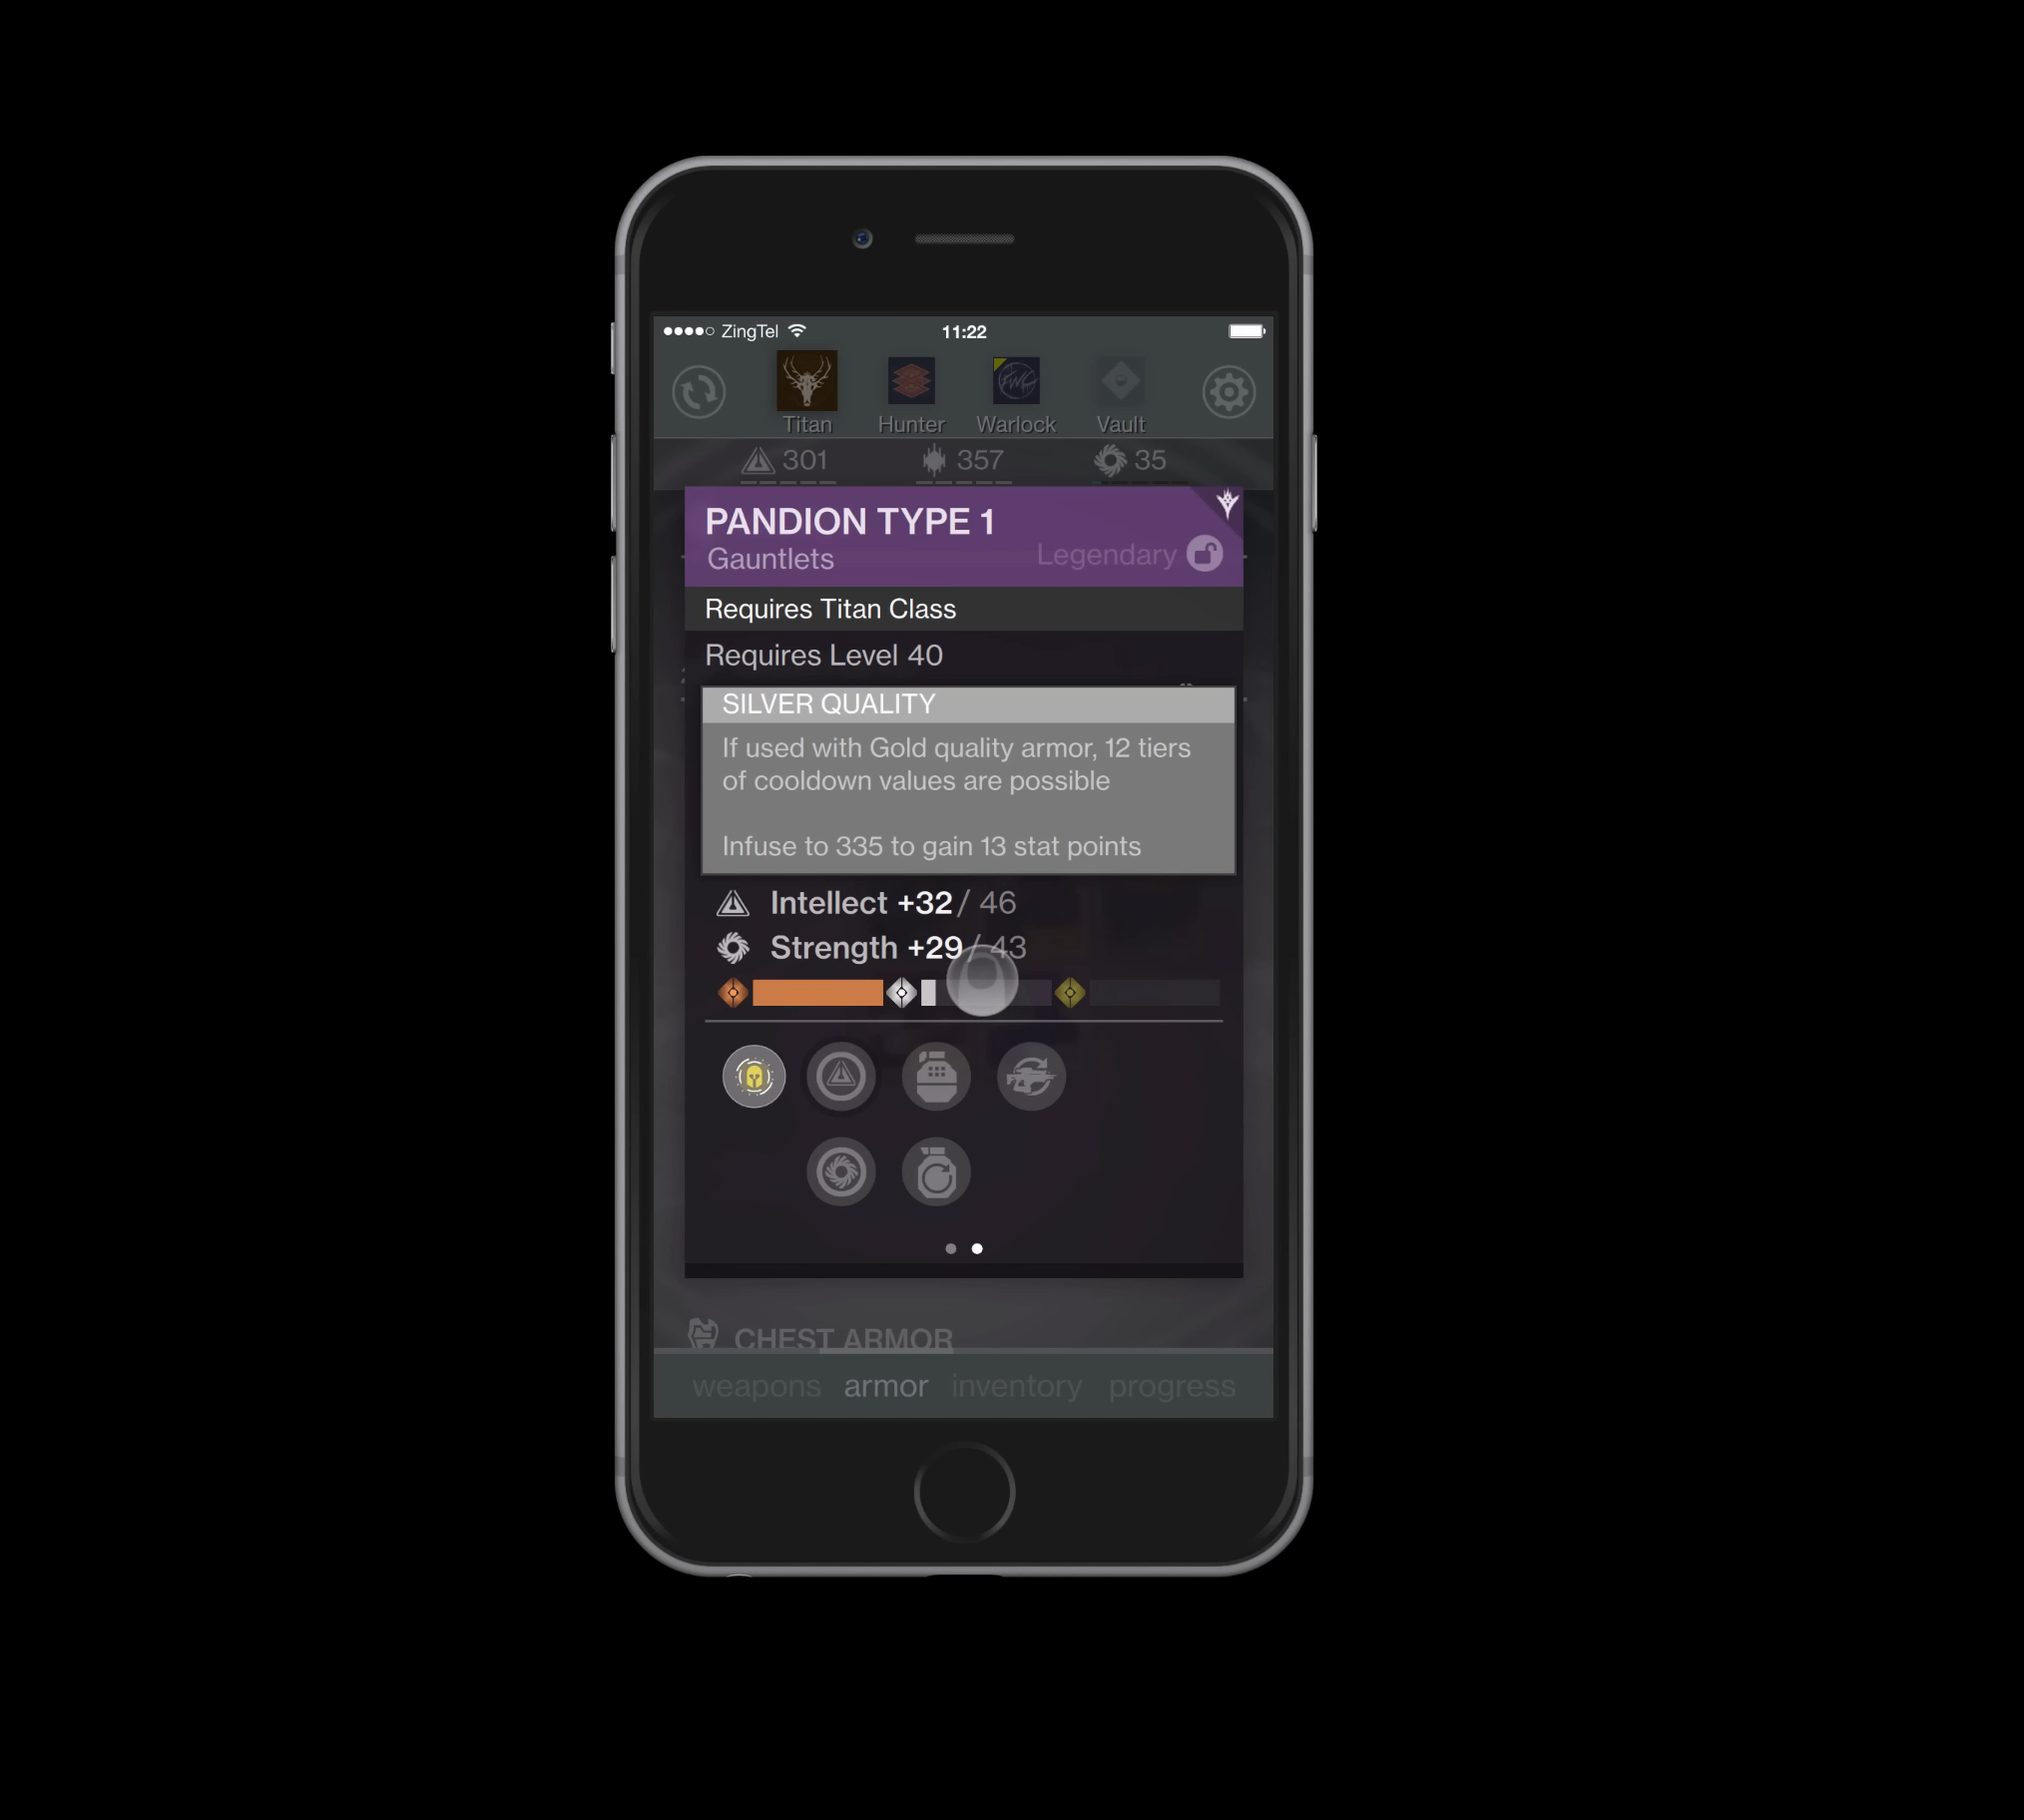 ZingTel
11:22
Titan
Hunter
FWC
Warlock
Vault
301
357
35
PANDION TYPE 1
Gauntlets
Legendary
Requires Titan Class
Requires Level 40
SILVER QUALITY
If used with Gold quality armor, 12 tiers
of cooldown values are possible
Infuse to 335 to gain 13 stat points
Intellect +32 / 46
Strength +29 / 43
CHEST ARMOR
weapons
armor
inventory
progress